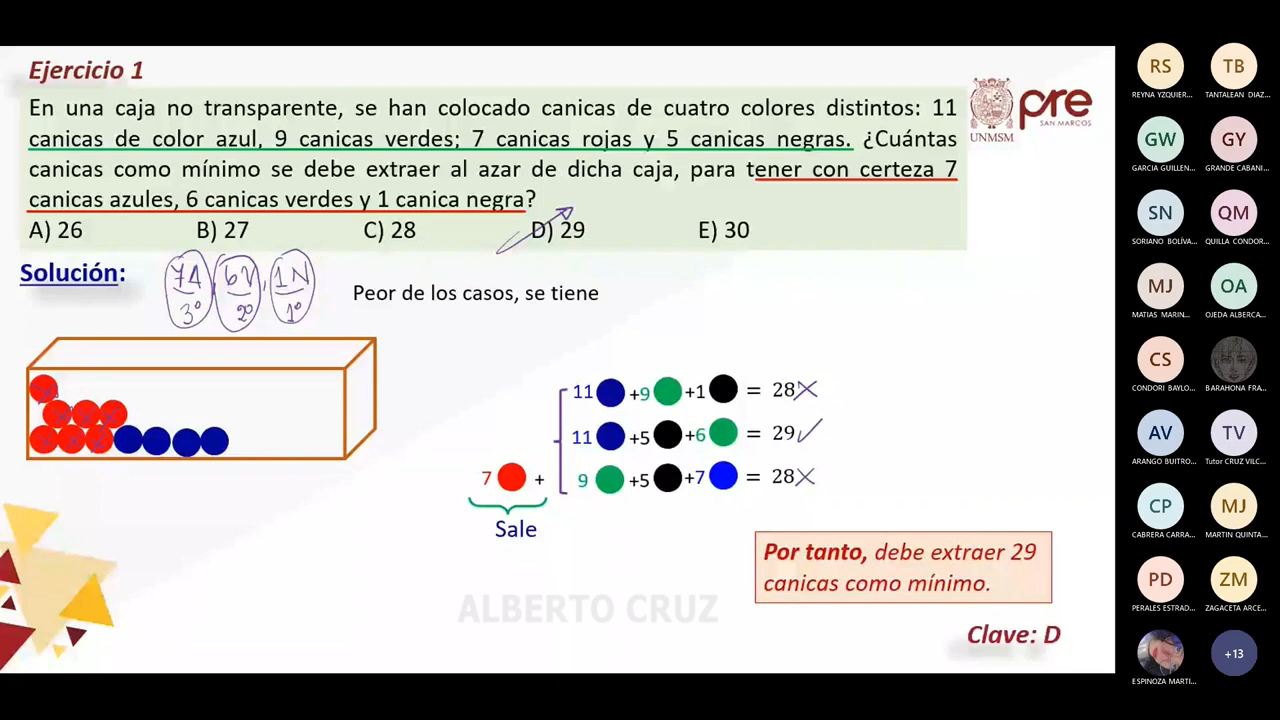 Ejercicio 1
En una caja no transparente, se han colocado canicas de cuatro colores distintos: 11
canicas de color azul, 9 canicas verdes; 7 canicas rojas y 5 canicas negras. ¿Cuántas
canicas como mínimo se debe extraer al azar de dicha caja, para tener con certeza 7
canicas azules, 6 canicas verdes y 1 canica negra?
A) 26 B) 27 C) 28 D) 29 E) 30
UNMSM
pre
SAN MARCOS
Solución:
7A, 6V, 1N
3° 2° 1°
Peor de los casos, se tiene
11 +9 +1 = 28
11 +5 +6 = 29
7 + 9 +5 +7 = 28
Sale
Por tanto, debe extraer 29
canicas como mínimo.
ALBERTO CRUZ
Clave: D
RS TB
REYNA YZQUIER... TANTALEAN DIAZ...
GW GY
GARCIA GUILLEN... GRANDE CABANI...
SN QM
SORIANO BOLÍVA... QUILLA CONDOR...
MJ OA
MATIAS MARIN... OJEDA ALBERCA...
CS
CONDORI BAYLO... BARAHONA FRA...
AV TV
ARANGO BUITRO... Tutor CRUZ VILC...
CP MJ
CABRERA CARRA... MARTIN QUINTA...
PD ZM
PERALES ESTRAD... ZAGACETA ARCE...
+13
ESPINOZA MARTI...